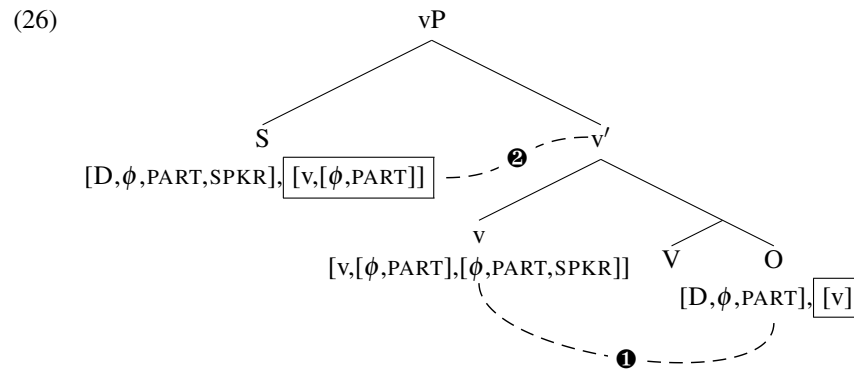 (26)
vP
S
v′
❷
[D,ϕ,PART,SPKR], [v,[ϕ,PART]]
v
V
O
[v,[ϕ,PART],[ϕ,PART,SPKR]]
[D,ϕ,PART], [v]
❶